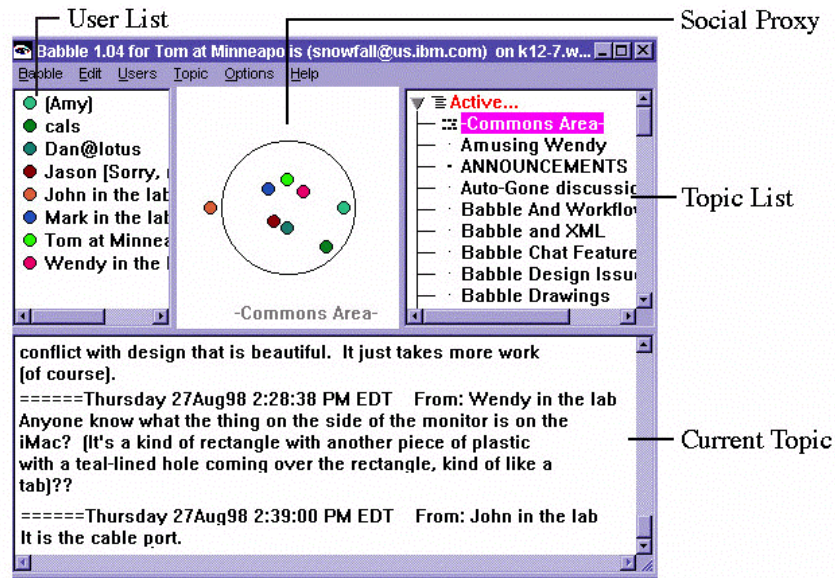 User List
Social Proxy
Babble 1.04 for Tom at Minneapolis (snowfall@us.ibm.com) on k12-7.w...
Babble Edit Users Topic Options Help
(Amy)
cals
Dan@lotus
Jason [Sorry,
John in the lab
Mark in the lab
Tom at Minnea
Wendy in the
-Commons Area-
Active...
-Commons Area-
Amusing Wendy
ANNOUNCEMENTS
Auto-Gone discussio
Babble And Workflov
Babble and XML
Babble Chat Feature
Babble Design Issu
Babble Drawings
Topic List
conflict with design that is beautiful. It just takes more work
(of course).
======Thursday 27Aug98 2:28:38 PM EDT From: Wendy in the lab
Anyone know what the thing on the side of the monitor is on the
iMac? (It's a kind of rectangle with another piece of plastic
with a teal-lined hole coming over the rectangle, kind of like a
tab)??
======Thursday 27Aug98 2:39:00 PM EDT From: John in the lab
It is the cable port.
Current Topic